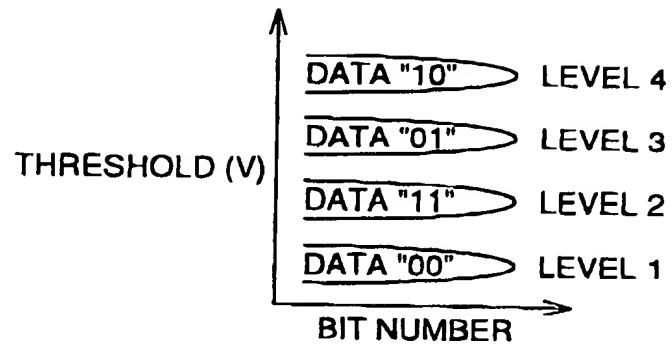 DATA "10" LEVEL 4
DATA "01" LEVEL 3
THRESHOLD (V)
DATA "11" LEVEL 2
DATA "00" LEVEL 1
BIT NUMBER